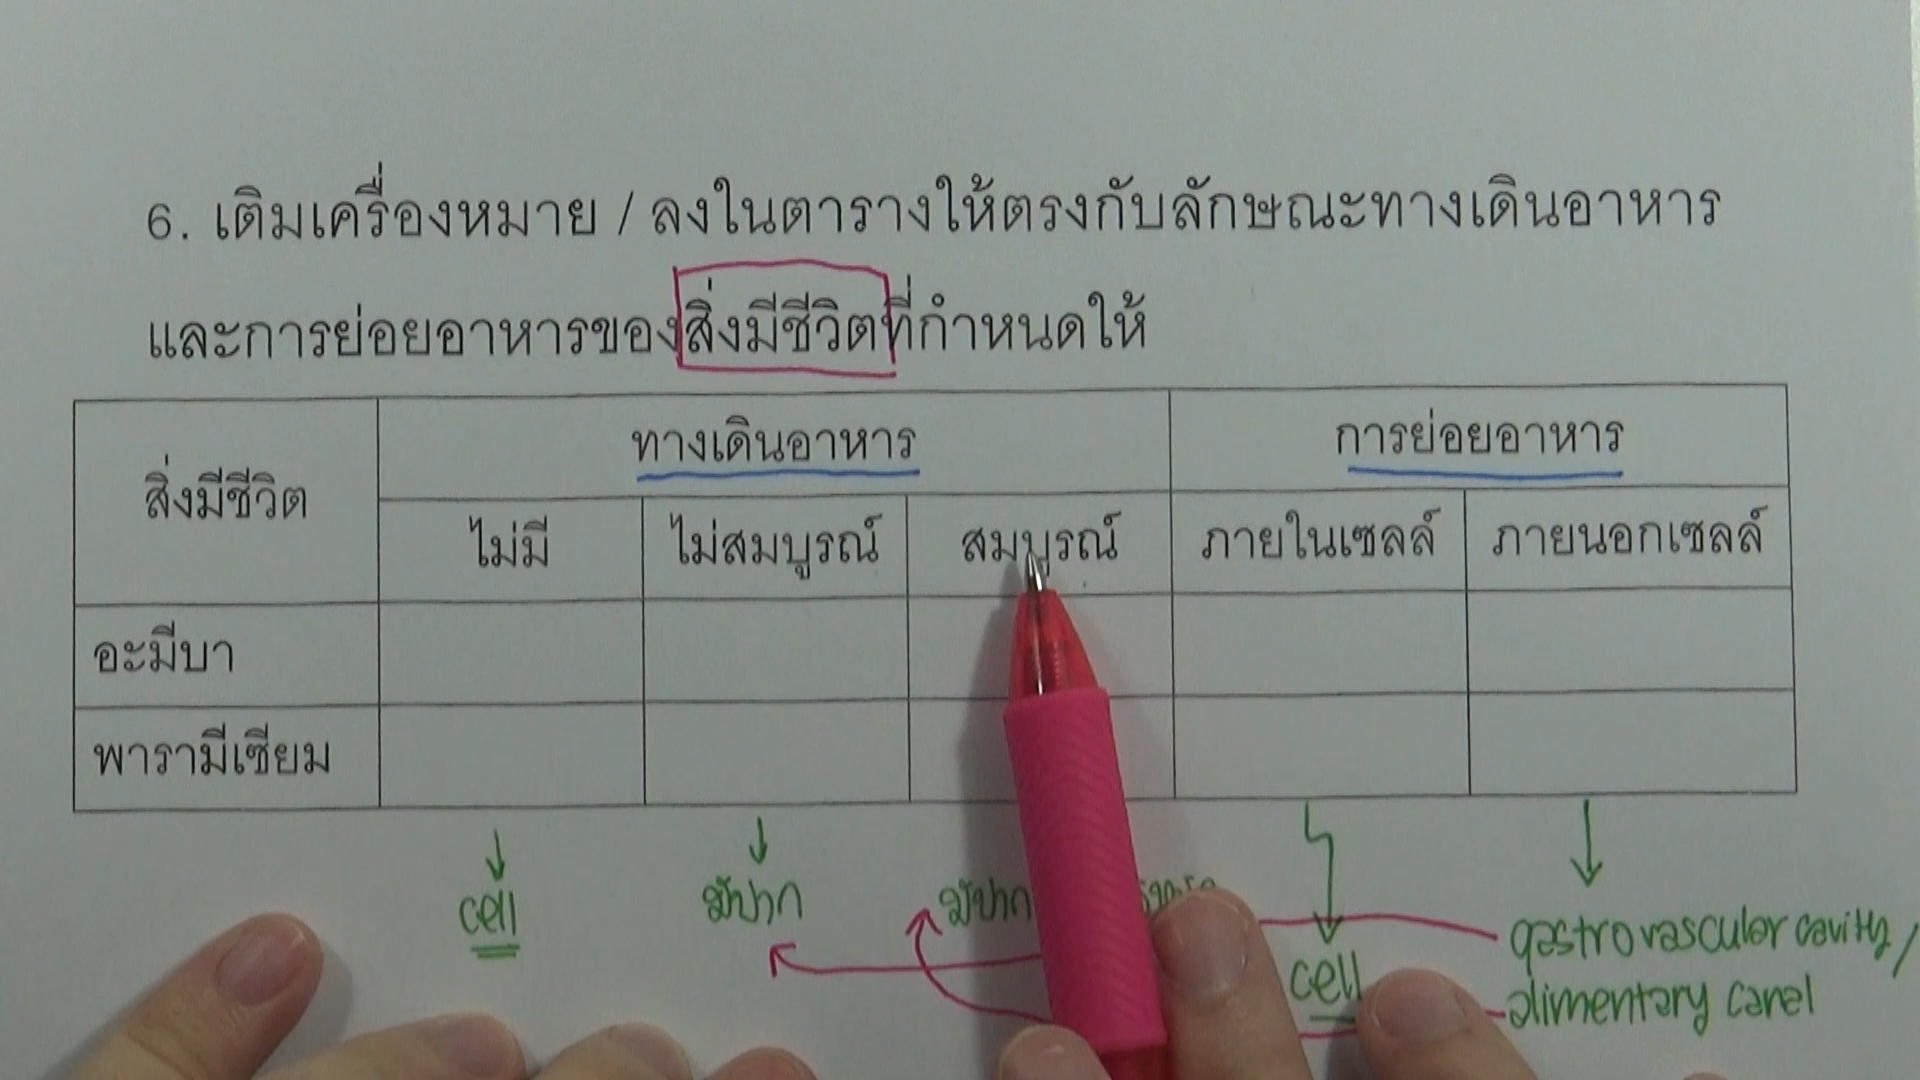 6. เติมเครื่องหมาย / ลงในตารางให้ตรงกับลักษณะทางเดินอาหาร
และการย่อยอาหารของสิ่งมีชีวิตที่กำหนดให้
สิ่งมีชีวิต
ทางเดินอาหาร
การย่อยอาหาร
ไม่มี
ไม่สมบูรณ์
สมบูรณ์
ภายในเซลล์
ภายนอกเซลล์
อะมีบา
พารามีเซียม
cell
มีปาก
มีปาก
cell
gastrovascular cavity /
alimentary canal